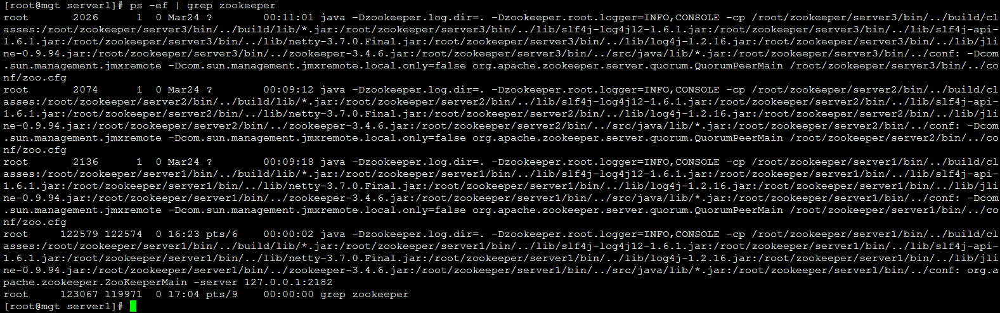 [root@mgt server1]# ps -ef | grep zookeeper
root       2026      1  0 Mar24 ?        00:11:01 java -Dzookeeper.log.dir=. -Dzookeeper.root.logger=INFO,CONSOLE -cp /root/zookeeper/server3/bin/../build/cl
asses:/root/zookeeper/server3/bin/../build/lib/*.jar:/root/zookeeper/server3/bin/../lib/slf4j-log4j12-1.6.1.jar:/root/zookeeper/server3/bin/../lib/slf4j-api-
1.6.1.jar:/root/zookeeper/server3/bin/../lib/netty-3.7.0.Final.jar:/root/zookeeper/server3/bin/../lib/log4j-1.2.16.jar:/root/zookeeper/server3/bin/../lib/jli
ne-0.9.94.jar:/root/zookeeper/server3/bin/../zookeeper-3.4.6.jar:/root/zookeeper/server3/bin/../src/java/lib/*.jar:/root/zookeeper/server3/bin/../conf: -Dcom
.sun.management.jmxremote -Dcom.sun.management.jmxremote.local.only=false org.apache.zookeeper.server.quorum.QuorumPeerMain /root/zookeeper/server3/bin/../co
nf/zoo.cfg
root       2074      1  0 Mar24 ?        00:09:12 java -Dzookeeper.log.dir=. -Dzookeeper.root.logger=INFO,CONSOLE -cp /root/zookeeper/server2/bin/../build/cl
asses:/root/zookeeper/server2/bin/../build/lib/*.jar:/root/zookeeper/server2/bin/../lib/slf4j-log4j12-1.6.1.jar:/root/zookeeper/server2/bin/../lib/slf4j-api-
1.6.1.jar:/root/zookeeper/server2/bin/../lib/netty-3.7.0.Final.jar:/root/zookeeper/server2/bin/../lib/log4j-1.2.16.jar:/root/zookeeper/server2/bin/../lib/jli
ne-0.9.94.jar:/root/zookeeper/server2/bin/../zookeeper-3.4.6.jar:/root/zookeeper/server2/bin/../src/java/lib/*.jar:/root/zookeeper/server2/bin/../conf: -Dcom
.sun.management.jmxremote -Dcom.sun.management.jmxremote.local.only=false org.apache.zookeeper.server.quorum.QuorumPeerMain /root/zookeeper/server2/bin/../co
nf/zoo.cfg
root       2136      1  0 Mar24 ?        00:09:18 java -Dzookeeper.log.dir=. -Dzookeeper.root.logger=INFO,CONSOLE -cp /root/zookeeper/server1/bin/../build/cl
asses:/root/zookeeper/server1/bin/../build/lib/*.jar:/root/zookeeper/server1/bin/../lib/slf4j-log4j12-1.6.1.jar:/root/zookeeper/server1/bin/../lib/slf4j-api-
1.6.1.jar:/root/zookeeper/server1/bin/../lib/netty-3.7.0.Final.jar:/root/zookeeper/server1/bin/../lib/log4j-1.2.16.jar:/root/zookeeper/server1/bin/../lib/jli
ne-0.9.94.jar:/root/zookeeper/server1/bin/../zookeeper-3.4.6.jar:/root/zookeeper/server1/bin/../src/java/lib/*.jar:/root/zookeeper/server1/bin/../conf: -Dcom
.sun.management.jmxremote -Dcom.sun.management.jmxremote.local.only=false org.apache.zookeeper.server.quorum.QuorumPeerMain /root/zookeeper/server1/bin/../co
nf/zoo.cfg
root     122579 122574  0 16:23 pts/6    00:00:02 java -Dzookeeper.log.dir=. -Dzookeeper.root.logger=INFO,CONSOLE -cp /root/zookeeper/server1/bin/../build/cl
asses:/root/zookeeper/server1/bin/../build/lib/*.jar:/root/zookeeper/server1/bin/../lib/slf4j-log4j12-1.6.1.jar:/root/zookeeper/server1/bin/../lib/slf4j-api-
1.6.1.jar:/root/zookeeper/server1/bin/../lib/netty-3.7.0.Final.jar:/root/zookeeper/server1/bin/../lib/log4j-1.2.16.jar:/root/zookeeper/server1/bin/../lib/jli
ne-0.9.94.jar:/root/zookeeper/server1/bin/../zookeeper-3.4.6.jar:/root/zookeeper/server1/bin/../src/java/lib/*.jar:/root/zookeeper/server1/bin/../conf: org.a
pache.zookeeper.ZooKeeperMain -server 127.0.0.1:2182
root     123067 119971  0 17:04 pts/9    00:00:00 grep zookeeper
[root@mgt server1]#